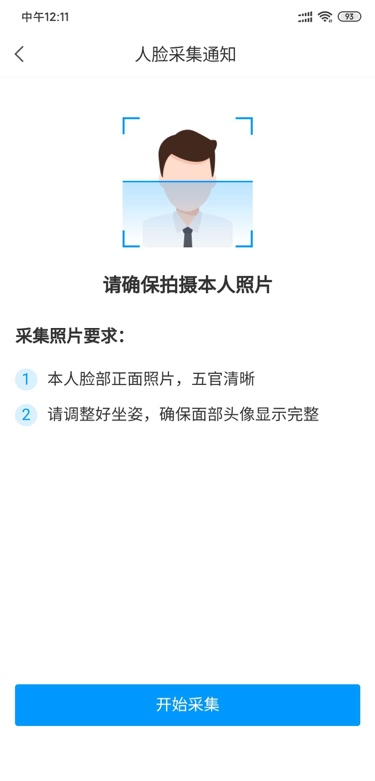 中午12:11
93
人脸采集通知
请确保拍摄本人照片
采集照片要求：
1 本人脸部正面照片，五官清晰
2 请调整好坐姿，确保面部头像显示完整
开始采集